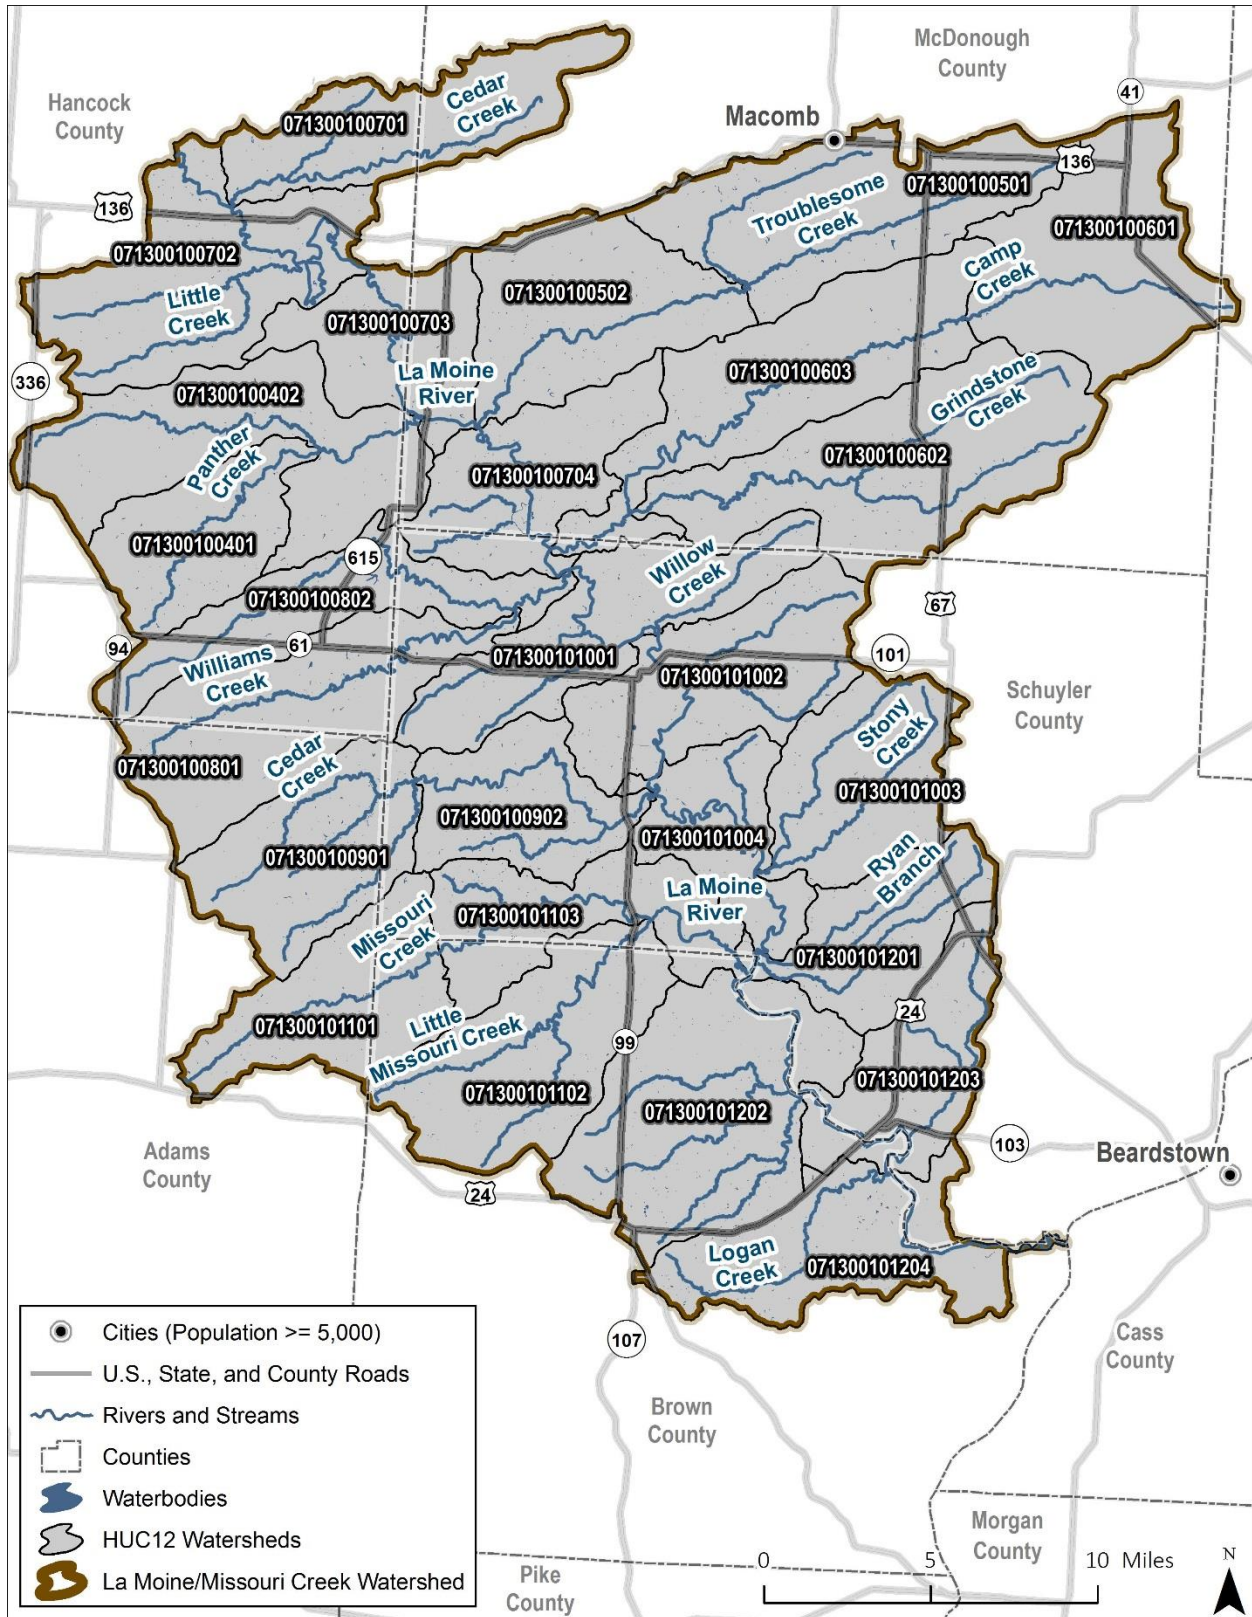 McDonough
County
Hancock
County
Cedar
Creek
41
071300100701
Macomb
136
136
Troublesome
Creek
071300100501
071300100601
071300100702
Camp
Creek
Little
Creek
071300100502
071300100703
336
La Moine
River
071300100603
071300100402
Grindstone
Creek
Panther
Creek
071300100602
071300100704
071300100401
615
Willow
Creek
071300100802
67
94
61
Williams
Creek
071300101001
101
071300101002
Schuyler
County
Stony
Creek
Cedar
Creek
071300100801
071300101003
071300100902
071300101004
071300100901
Ryan
Branch
La Moine
River
Missouri
Creek
071300101103
071300101201
24
071300101101
Little
Missouri Creek
99
071300101102
071300101203
071300101202
103
Adams
County
Beardstown
24
Logan
Creek
071300101204
107
Cass
County
Brown
County
Morgan
County
Pike
County
Cities (Population >= 5,000)
U.S., State, and County Roads
Rivers and Streams
Counties
Waterbodies
HUC12 Watersheds
La Moine/Missouri Creek Watershed
0 5 10 Miles
N